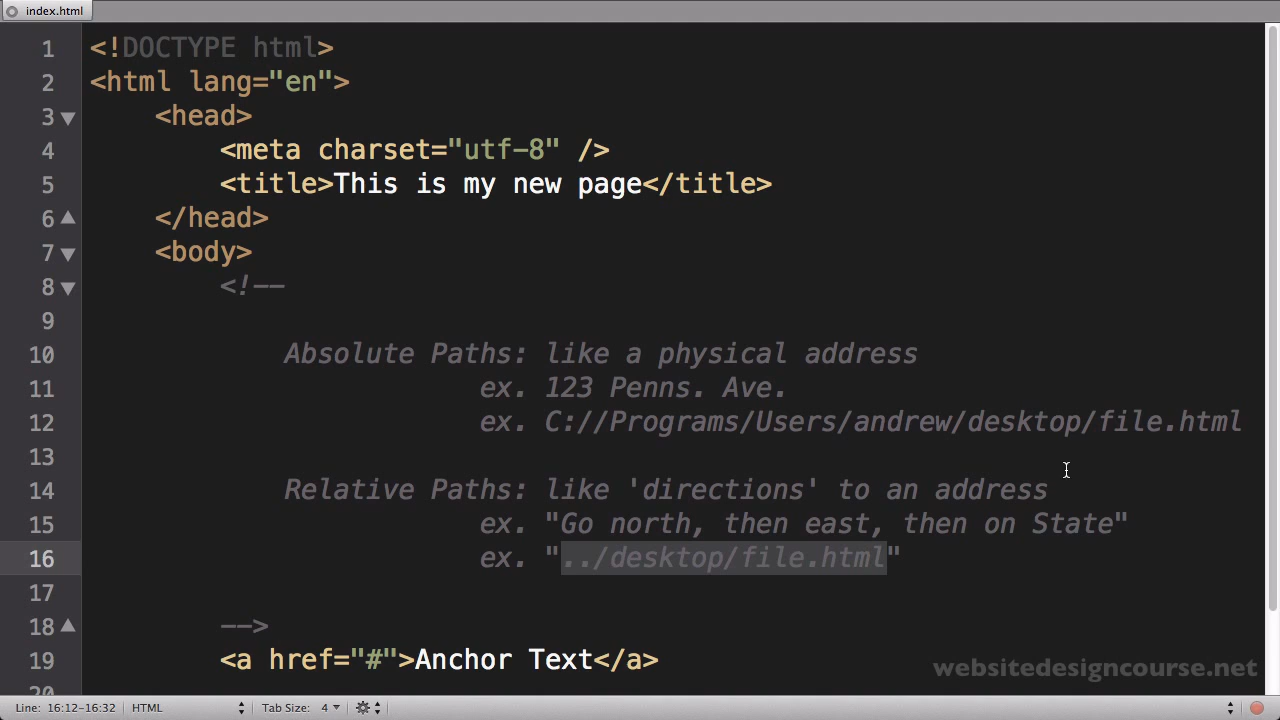 index.html
1 <!DOCTYPE html>
2 <html lang="en">
3 <head>
4 <meta charset="utf-8" />
5 <title>This is my new page</title>
6 </head>
7 <body>
8 <!--
9
10 Absolute Paths: like a physical address
11 ex. 123 Penns. Ave.
12 ex. C://Programs/Users/andrew/desktop/file.html
13
14 Relative Paths: like 'directions' to an address
15 ex. "Go north, then east, then on State"
16 ex. "../desktop/file.html"
17
18 -->
19 <a href="#">Anchor Text</a>
20
websitedesigncourse.net
Line: 16:12-16:32 HTML Tab Size: 4